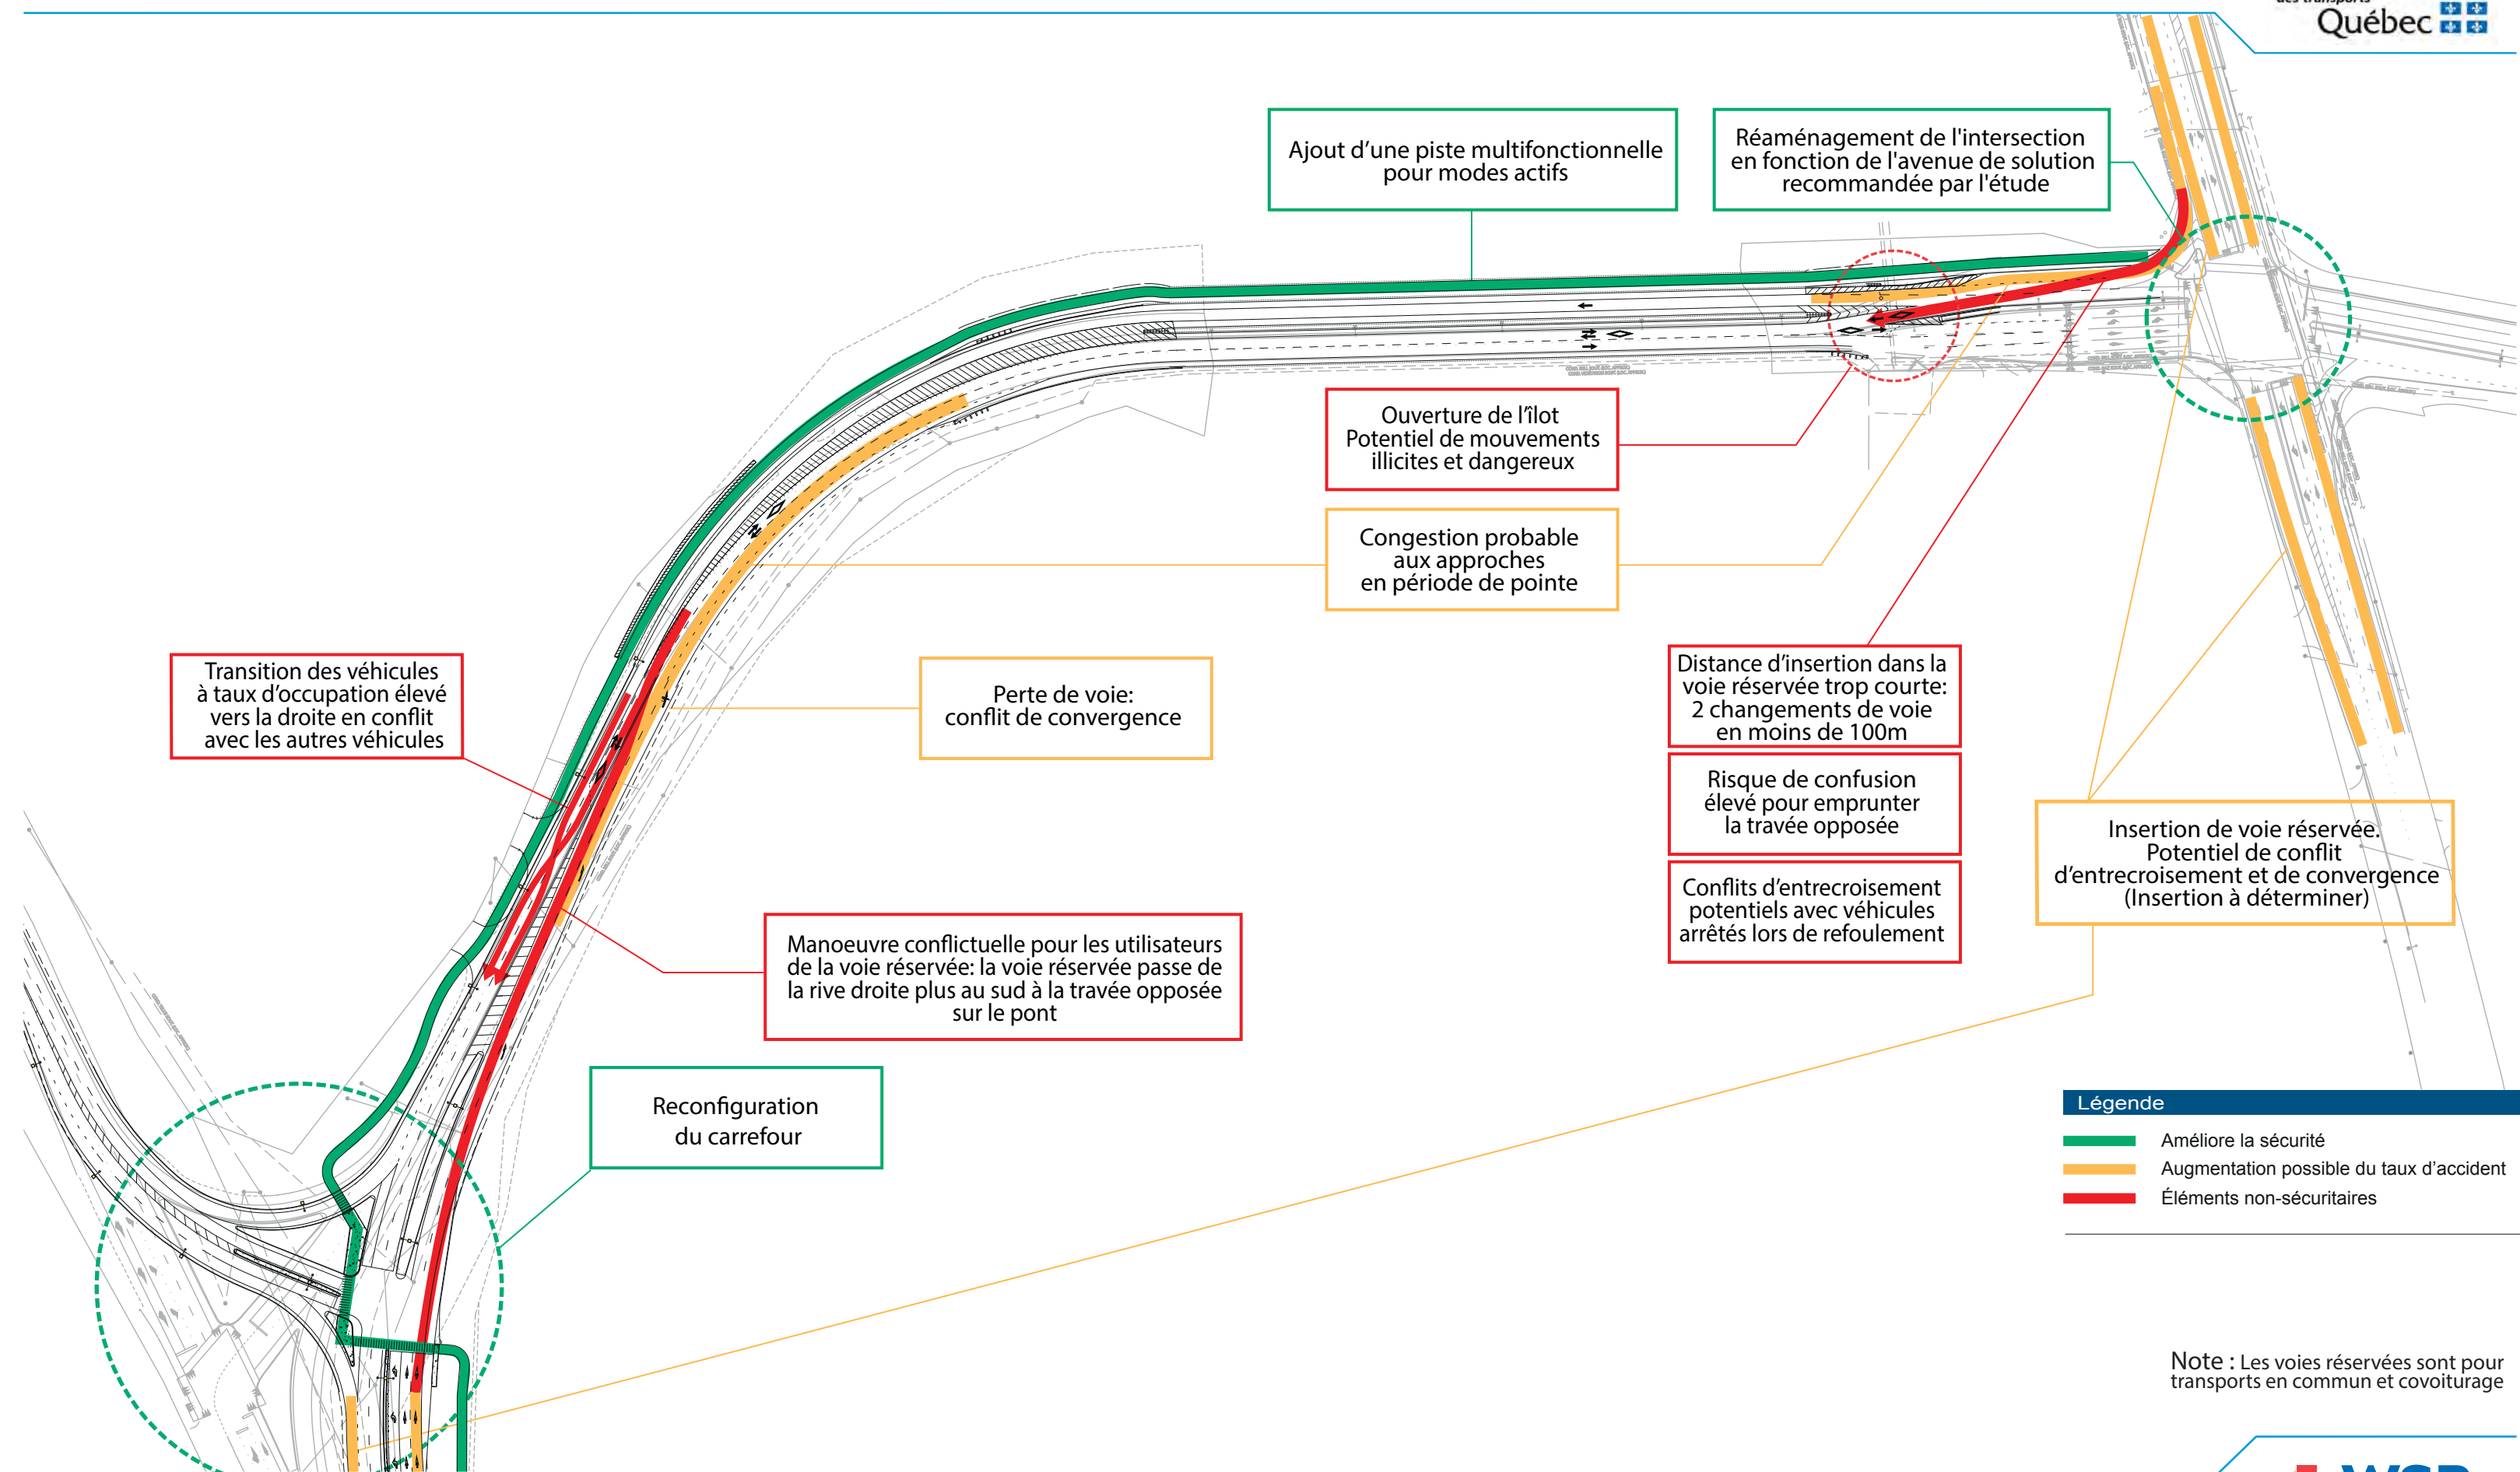 des transports
Québec
Ajout d'une piste multifonctionnelle
pour modes actifs
Réaménagement de l'intersection
en fonction de l'avenue de solution
recommandée par l'étude
Ouverture de l'îlot
Potentiel de mouvements
illicites et dangereux
Congestion probable
aux approches
en période de pointe
Transition des véhicules
à taux d'occupation élevé
vers la droite en conflit
avec les autres véhicules
Perte de voie:
conflit de convergence
Distance d'insertion dans la
voie réservée trop courte:
2 changements de voie
en moins de 100m
Risque de confusion
élevé pour emprunter
la travée opposée
Conflits d'entrecroisement
potentiels avec véhicules
arrêtés lors de refoulement
Insertion de voie réservée.
Potentiel de conflit
d'entrecroisement et de convergence
(Insertion à déterminer)
Manoeuvre conflictuelle pour les utilisateurs
de la voie réservée: la voie réservée passe de
la rive droite plus au sud à la travée opposée
sur le pont
Reconfiguration
du carrefour
Légende
Améliore la sécurité
Augmentation possible du taux d'accident
Éléments non-sécuritaires
Note : Les voies réservées sont pour
transports en commun et covoiturage
WSP